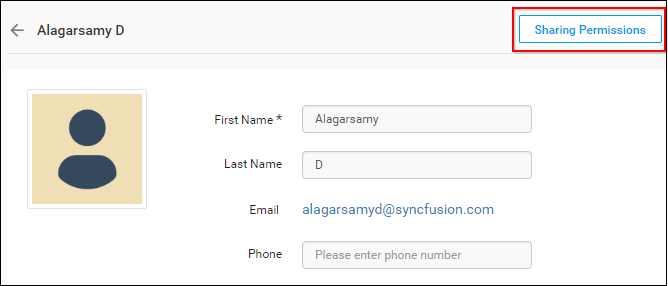 Alagarsamy D
Sharing Permissions
First Name *
Alagarsamy
Last Name
D
Email
alagarsamyd@syncfusion.com
Phone
Please enter phone number